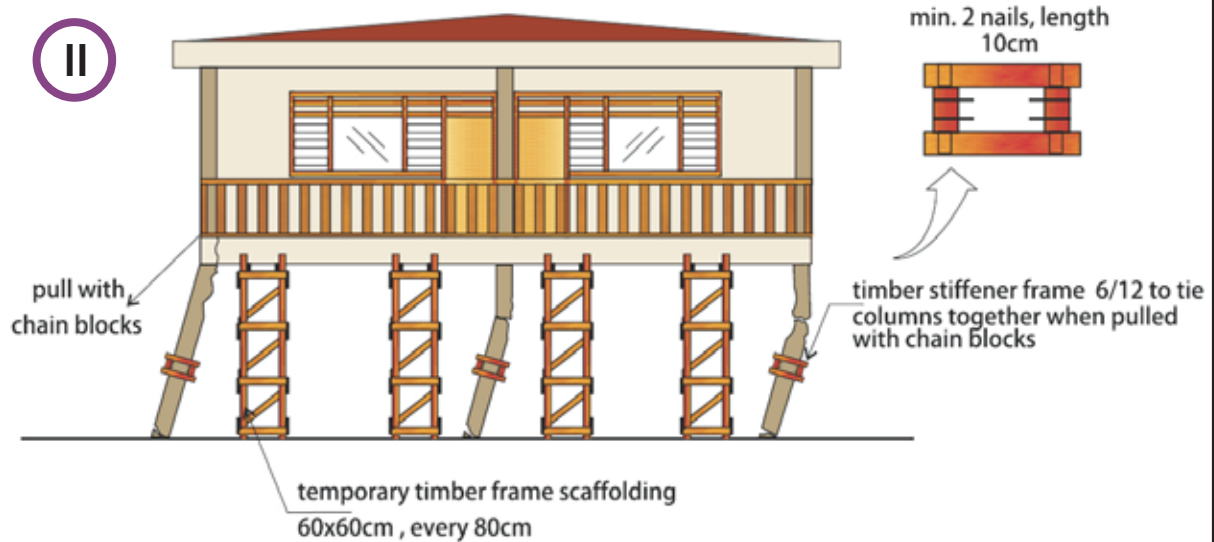 II
min. 2 nails, length
10cm
pull with
chain blocks
timber stiffener frame 6/12 to tie
columns together when pulled
with chain blocks
temporary timber frame scaffolding
60x60cm , every 80cm